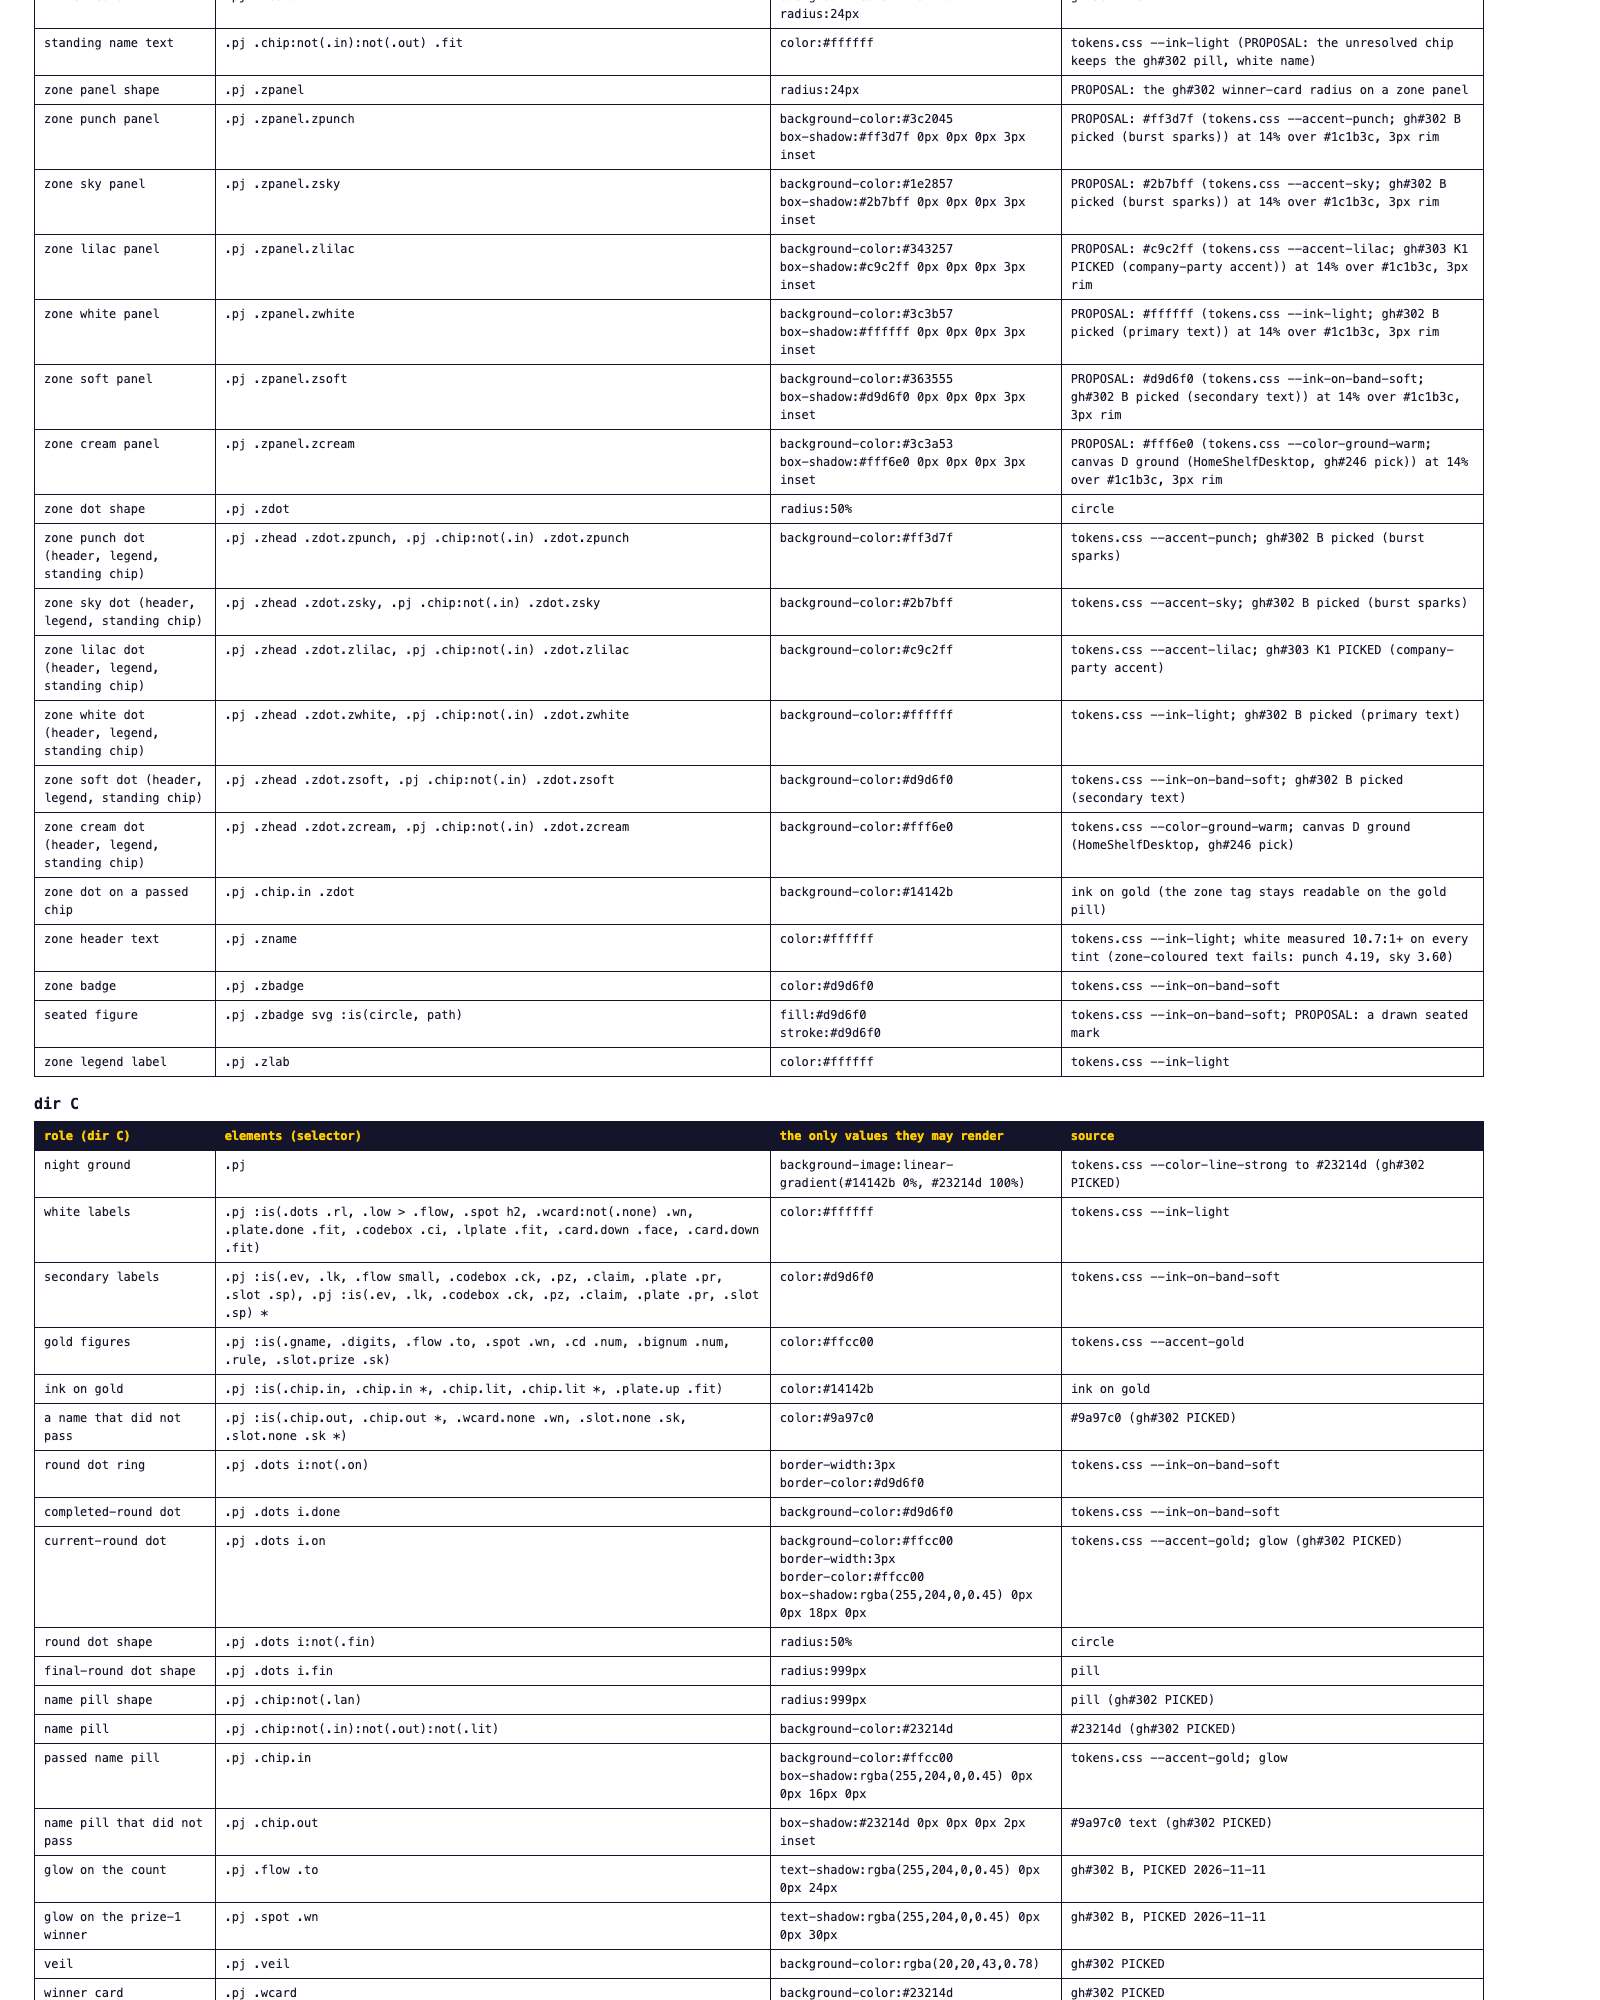 radius:24px
standing name text .pj .chip:not(.in):not(.out) .fit color:#ffffff tokens.css --ink-light (PROPOSAL: the unresolved chip
keeps the gh#302 pill, white name)
zone panel shape .pj .zpanel radius:24px PROPOSAL: the gh#302 winner-card radius on a zone panel
zone punch panel .pj .zpanel.zpunch background-color:#3c2045 PROPOSAL: #ff3d7f (tokens.css --accent-punch; gh#302 B
box-shadow:#ff3d7f 0px 0px 0px 3px picked (burst sparks)) at 14% over #1c1b3c, 3px rim
inset
zone sky panel .pj .zpanel.zsky background-color:#1e2857 PROPOSAL: #2b7bff (tokens.css --accent-sky; gh#302 B
box-shadow:#2b7bff 0px 0px 0px 3px picked (burst sparks)) at 14% over #1c1b3c, 3px rim
inset
zone lilac panel .pj .zpanel.zlilac background-color:#343257 PROPOSAL: #c9c2ff (tokens.css --accent-lilac; gh#303 K1
box-shadow:#c9c2ff 0px 0px 0px 3px PICKED (company-party accent)) at 14% over #1c1b3c, 3px
inset rim
zone white panel .pj .zpanel.zwhite background-color:#3c3b57 PROPOSAL: #ffffff (tokens.css --ink-light; gh#302 B
box-shadow:#ffffff 0px 0px 0px 3px picked (primary text)) at 14% over #1c1b3c, 3px rim
inset
zone soft panel .pj .zpanel.zsoft background-color:#363555 PROPOSAL: #d9d6f0 (tokens.css --ink-on-band-soft;
box-shadow:#d9d6f0 0px 0px 0px 3px gh#302 B picked (secondary text)) at 14% over #1c1b3c,
inset 3px rim
zone cream panel .pj .zpanel.zcream background-color:#3c3a53 PROPOSAL: #fff6e0 (tokens.css --color-ground-warm;
box-shadow:#fff6e0 0px 0px 0px 3px canvas D ground (HomeShelfDesktop, gh#246 pick)) at 14%
inset over #1c1b3c, 3px rim
zone dot shape .pj .zdot radius:50% circle
zone punch dot .pj .zhead .zdot.zpunch, .pj .chip:not(.in) .zdot.zpunch background-color:#ff3d7f tokens.css --accent-punch; gh#302 B picked (burst
(header, legend, sparks)
standing chip)
zone sky dot (header, .pj .zhead .zdot.zsky, .pj .chip:not(.in) .zdot.zsky background-color:#2b7bff tokens.css --accent-sky; gh#302 B picked (burst sparks)
legend, standing chip)
zone lilac dot .pj .zhead .zdot.zlilac, .pj .chip:not(.in) .zdot.zlilac background-color:#c9c2ff tokens.css --accent-lilac; gh#303 K1 PICKED (company-
(header, legend, party accent)
standing chip)
zone white dot .pj .zhead .zdot.zwhite, .pj .chip:not(.in) .zdot.zwhite background-color:#ffffff tokens.css --ink-light; gh#302 B picked (primary text)
(header, legend,
standing chip)
zone soft dot (header, .pj .zhead .zdot.zsoft, .pj .chip:not(.in) .zdot.zsoft background-color:#d9d6f0 tokens.css --ink-on-band-soft; gh#302 B picked
legend, standing chip) (secondary text)
zone cream dot .pj .zhead .zdot.zcream, .pj .chip:not(.in) .zdot.zcream background-color:#fff6e0 tokens.css --color-ground-warm; canvas D ground
(header, legend, (HomeShelfDesktop, gh#246 pick)
standing chip)
zone dot on a passed .pj .chip.in .zdot background-color:#14142b ink on gold (the zone tag stays readable on the gold
chip pill)
zone header text .pj .zname color:#ffffff tokens.css --ink-light; white measured 10.7:1+ on every
tint (zone-coloured text fails: punch 4.19, sky 3.60)
zone badge .pj .zbadge color:#d9d6f0 tokens.css --ink-on-band-soft
seated figure .pj .zbadge svg :is(circle, path) fill:#d9d6f0 tokens.css --ink-on-band-soft; PROPOSAL: a drawn seated
stroke:#d9d6f0 mark
zone legend label .pj .zlab color:#ffffff tokens.css --ink-light
dir C
role (dir C) elements (selector) the only values they may render source
night ground .pj background-image:linear- tokens.css --color-line-strong to #23214d (gh#302
gradient(#14142b 0%, #23214d 100%) PICKED)
white labels .pj :is(.dots .rl, .low > .flow, .spot h2, .wcard:not(.none) .wn, color:#ffffff tokens.css --ink-light
.plate.done .fit, .codebox .ci, .lplate .fit, .card.down .face, .card.down
.fit)
secondary labels .pj :is(.ev, .lk, .flow small, .codebox .ck, .pz, .claim, .plate .pr, color:#d9d6f0 tokens.css --ink-on-band-soft
.slot .sp), .pj :is(.ev, .lk, .codebox .ck, .pz, .claim, .plate .pr, .slot
.sp) *
gold figures .pj :is(.gname, .digits, .flow .to, .spot .wn, .cd .num, .bignum .num, color:#ffcc00 tokens.css --accent-gold
.rule, .slot.prize .sk)
ink on gold .pj :is(.chip.in, .chip.in *, .chip.lit, .chip.lit *, .plate.up .fit) color:#14142b ink on gold
a name that did not .pj :is(.chip.out, .chip.out *, .wcard.none .wn, .slot.none .sk, color:#9a97c0 #9a97c0 (gh#302 PICKED)
pass .slot.none .sk *)
round dot ring .pj .dots i:not(.on) border-width:3px tokens.css --ink-on-band-soft
border-color:#d9d6f0
completed-round dot .pj .dots i.done background-color:#d9d6f0 tokens.css --ink-on-band-soft
current-round dot .pj .dots i.on background-color:#ffcc00 tokens.css --accent-gold; glow (gh#302 PICKED)
border-width:3px
border-color:#ffcc00
box-shadow:rgba(255,204,0,0.45) 0px
0px 18px 0px
round dot shape .pj .dots i:not(.fin) radius:50% circle
final-round dot shape .pj .dots i.fin radius:999px pill
name pill shape .pj .chip:not(.lan) radius:999px pill (gh#302 PICKED)
name pill .pj .chip:not(.in):not(.out):not(.lit) background-color:#23214d #23214d (gh#302 PICKED)
passed name pill .pj .chip.in background-color:#ffcc00 tokens.css --accent-gold; glow
box-shadow:rgba(255,204,0,0.45) 0px
0px 16px 0px
name pill that did not .pj .chip.out box-shadow:#23214d 0px 0px 0px 2px #9a97c0 text (gh#302 PICKED)
pass inset
glow on the count .pj .flow .to text-shadow:rgba(255,204,0,0.45) 0px gh#302 B, PICKED 2026-11-11
0px 24px
glow on the prize-1 .pj .spot .wn text-shadow:rgba(255,204,0,0.45) 0px gh#302 B, PICKED 2026-11-11
winner 0px 30px
veil .pj .veil background-color:rgba(20,20,43,0.78) gh#302 PICKED
winner card .pj .wcard background-color:#23214d gh#302 PICKED